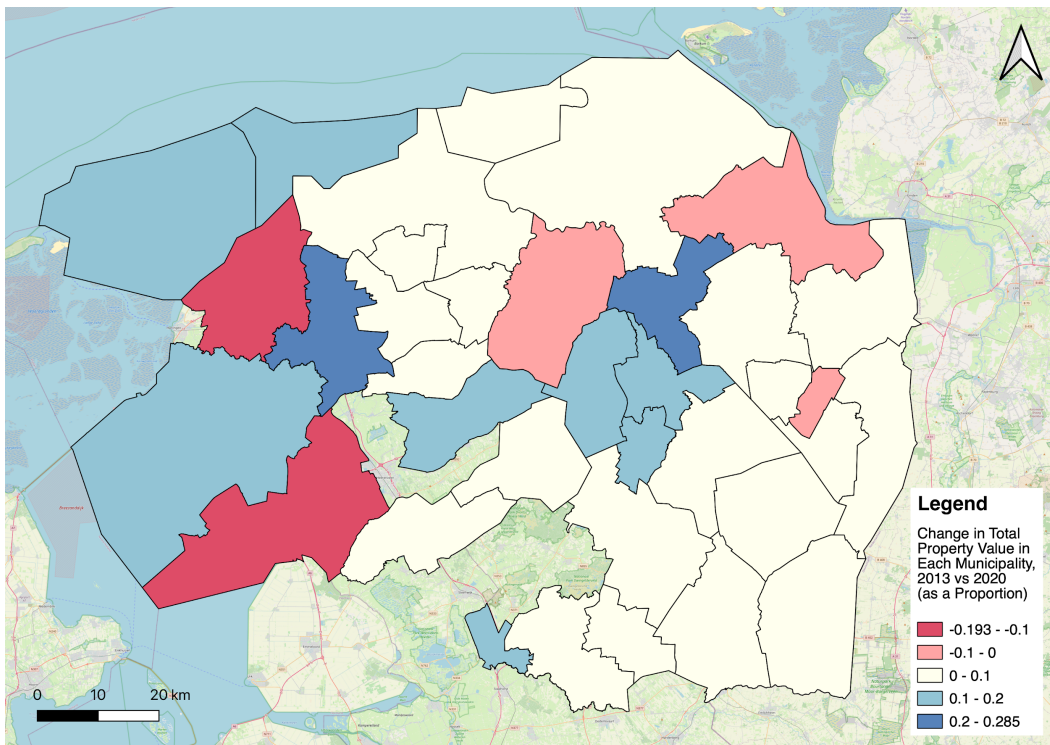 Legend
Change in Total
Property Value in
Each Municipality,
2013 vs 2020
(as a Proportion)
-0.193 - -0.1
-0.1 - 0
0 - 0.1
0.1 - 0.2
0.2 - 0.285
0 10 20 km